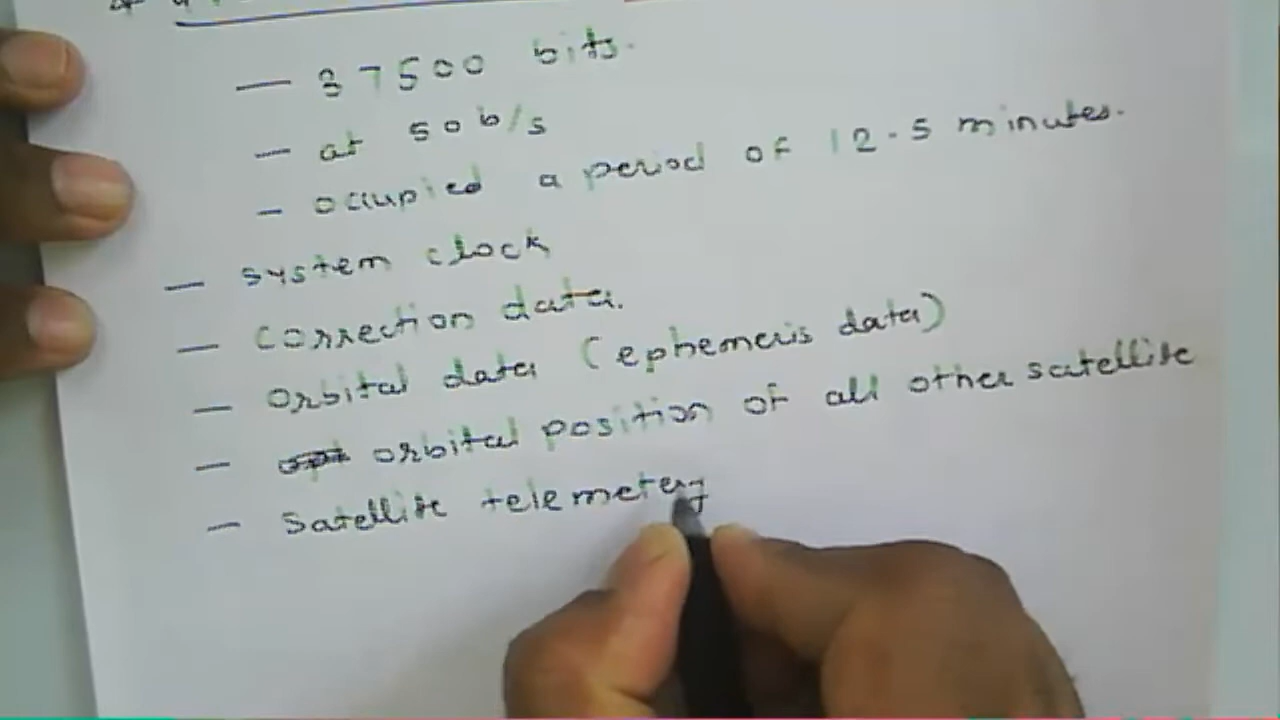 — 37500 bits.
— at 50 b/s
— occupied a period of 12.5 minutes.
— system clock
— correction data.
— orbital data (ephemeris data)
— orbital position of all other satellite
— Satellite telemetery